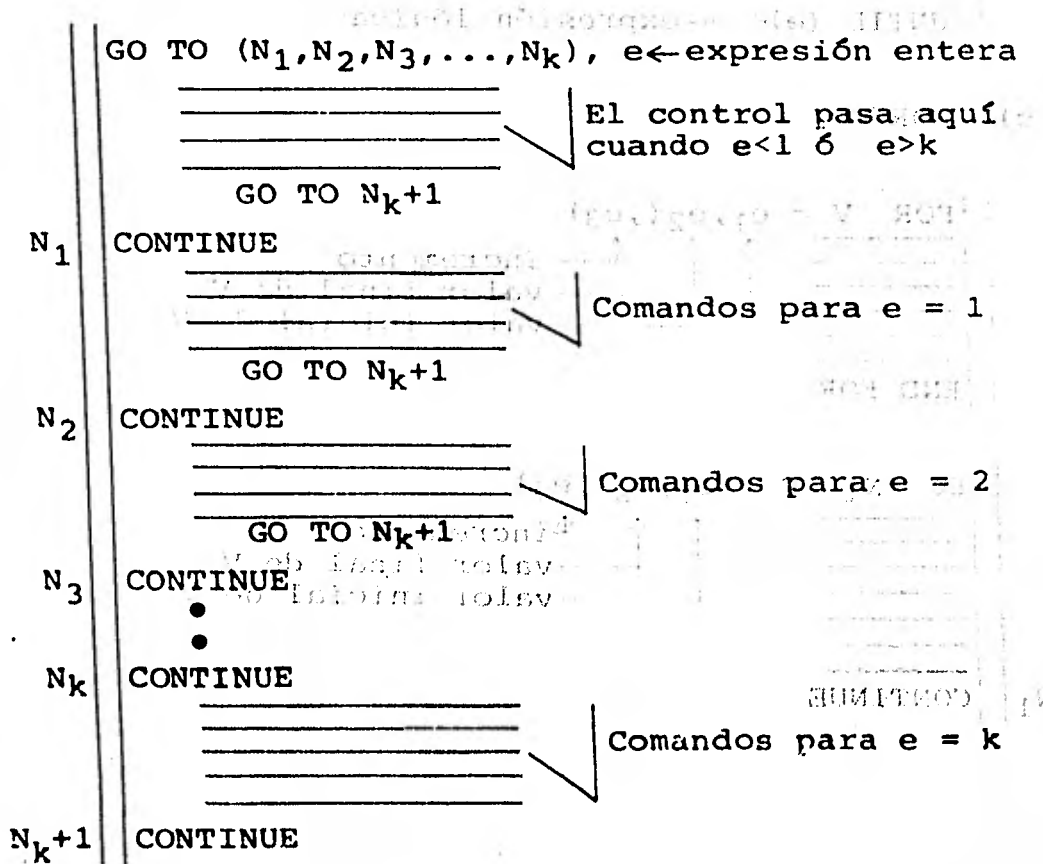 GO TO (N1,N2,N3,...,Nk), e←expresión entera
El control pasa aquí
cuando e<1 ó e>k
GO TO Nk+1
N1 CONTINUE
Comandos para e = 1
GO TO Nk+1
N2 CONTINUE
Comandos para e = 2
GO TO Nk+1
N3 CONTINUE
Nk CONTINUE
Comandos para e = k
Nk+1 CONTINUE